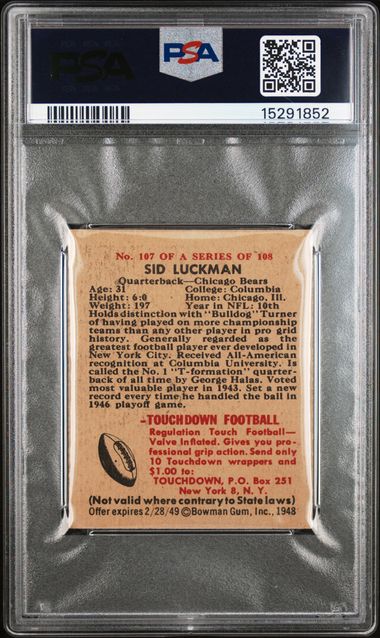 PSA
PSA
15291852
No. 107 OF A SERIES OF 108
SID LUCKMAN
Quarterback—Chicago Bears
Age: 31 College: Columbia
Height: 6:0 Home: Chicago, Ill.
Weight: 197 Year in NFL: 10th
Holds distinction with "Bulldog" Turner
of having played on more championship
teams than any other player in pro grid
history. Generally regarded as the
greatest football player ever developed in
New York City. Received All-American
recognition at Columbia University. Is
called the No. 1 "T-formation" quarter-
back of all time by George Halas. Voted
most valuable player in 1943. Set a new
record every time he handled the ball in
1946 playoff game.
-TOUCHDOWN FOOTBALL
Regulation Touch Football—
Valve Inflated. Gives you pro-
fessional grip action. Send only
10 Touchdown wrappers and
$1.00 to:
TOUCHDOWN, P.O. Box 251
New York 8, N. Y.
(Not valid where contrary to State laws)
Offer expires 2/28/49 ©Bowman Gum, Inc., 1948